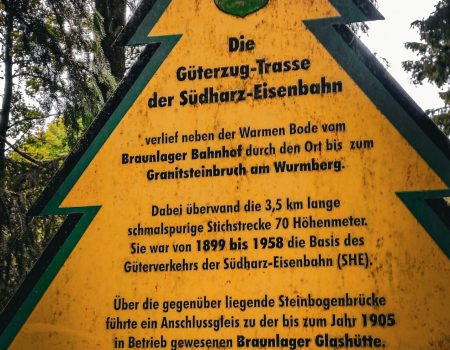 Die
Güterzug-Trasse
der Südharz-Eisenbahn
verlief neben der Warmen Bode vom
Braunlager Bahnhof durch den Ort bis zum
Granitsteinbruch am Wurmberg.
Dabei überwand die 3,5 km lange
schmalspurige Stichstrecke 70 Höhenmeter.
Sie war von 1899 bis 1958 die Basis des
Güterverkehrs der Südharz-Eisenbahn (SHE).
Über die gegenüber liegende Steinbogenbrücke
führte ein Anschlussgleis zu der bis zum Jahr 1905
in Betrieb gewesenen Braunlager Glashütte.